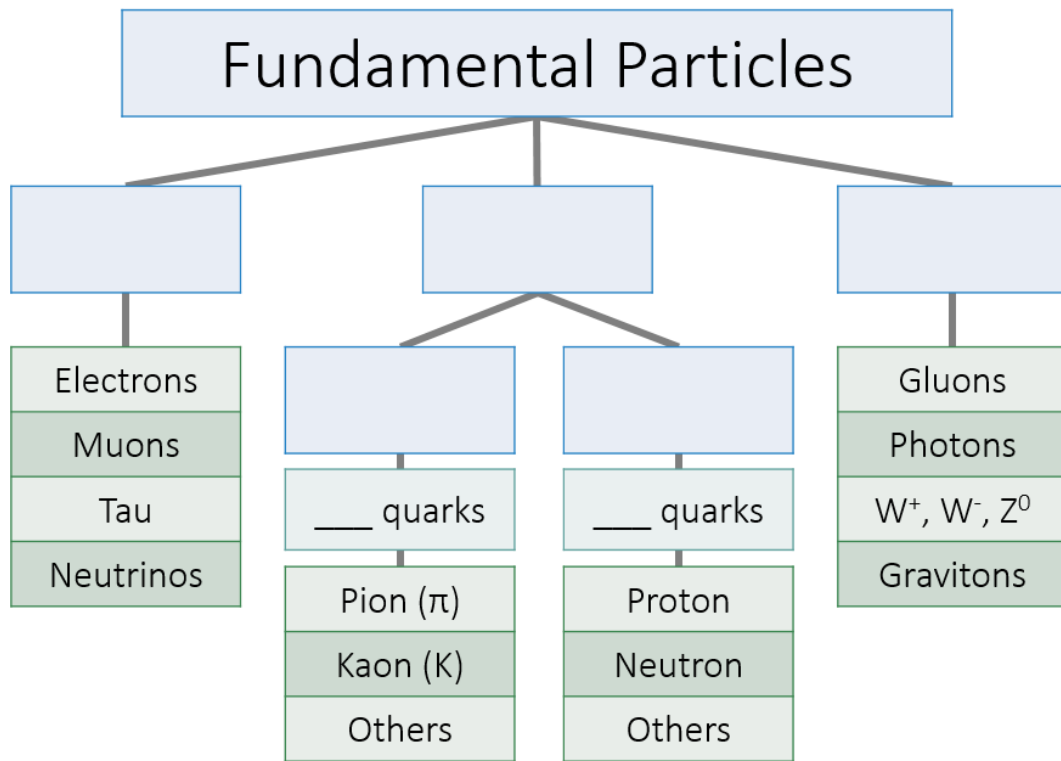 Fundamental Particles
Electrons
Muons
Tau
Neutrinos
___ quarks
Pion (π)
Kaon (K)
Others
___ quarks
Proton
Neutron
Others
Gluons
Photons
W⁺, W⁻, Z⁰
Gravitons